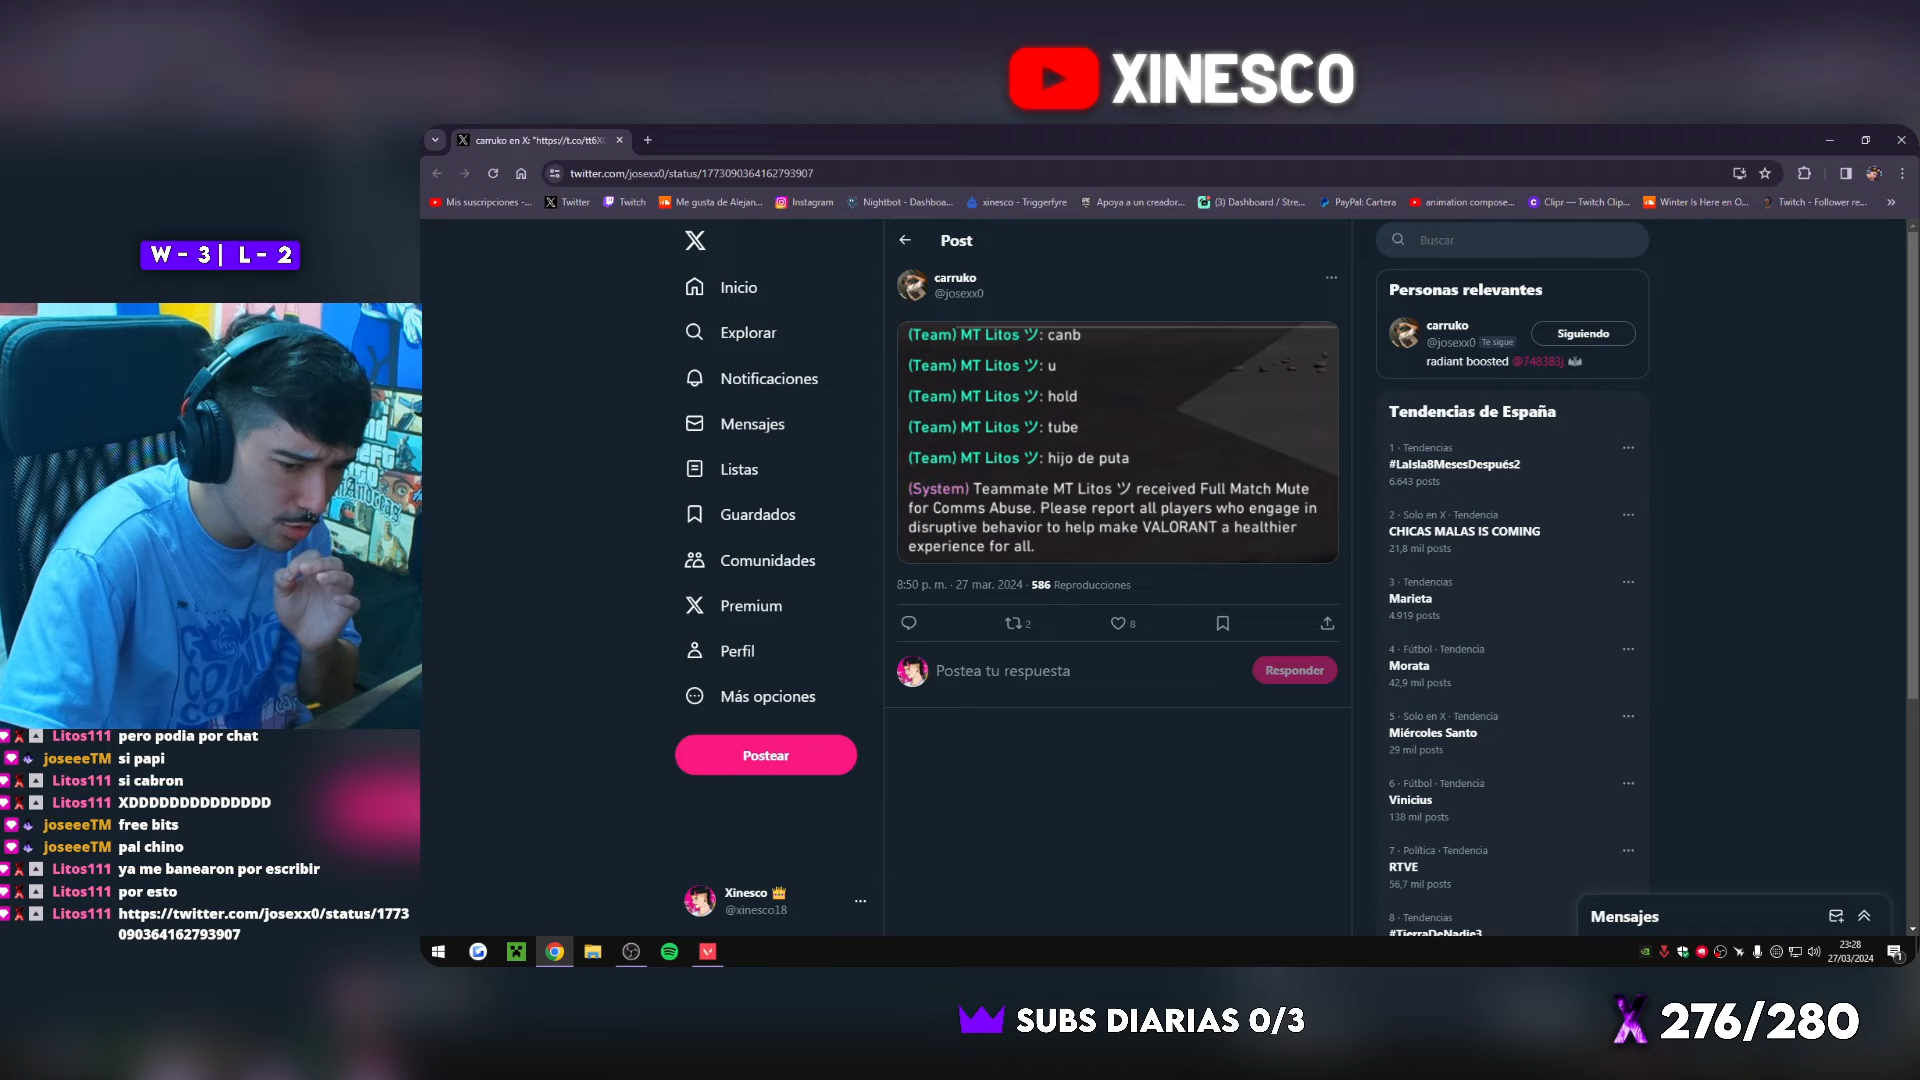 XINESCO
carruko en X: "https://t.co/tt6X
twitter.com/josexx0/status/1773090364162793907
Mis suscripciones -...
Twitter
Twitch
Me gusta de Alejan...
Instagram
Nightbot - Dashboa...
xinesco - Triggerfyre
Apoya a un creador...
(3) Dashboard / Stre...
PayPal: Cartera
animation compose...
Clipr — Twitch Clip...
Winter Is Here en O...
Twitch - Follower re...
W - 3 | L - 2
Inicio
Explorar
Notificaciones
Mensajes
Listas
Guardados
Comunidades
Premium
Perfil
Más opciones
Postear
Xinesco
@xinesco18
Post
carruko
@josexx0
(Team) MT Litos ツ: canb
(Team) MT Litos ツ: u
(Team) MT Litos ツ: hold
(Team) MT Litos ツ: tube
(Team) MT Litos ツ: hijo de puta
(System) Teammate MT Litos ツ received Full Match Mute
for Comms Abuse. Please report all players who engage in
disruptive behavior to help make VALORANT a healthier
experience for all.
8:50 p. m. · 27 mar. 2024 · 586 Reproducciones
2
8
Postea tu respuesta
Responder
Buscar
Personas relevantes
carruko
@josexx0 Te sigue
Siguiendo
radiant boosted @748383j
Tendencias de España
1 · Tendencias
#LaIsla8MesesDespués2
6.643 posts
2 · Solo en X · Tendencia
CHICAS MALAS IS COMING
21,8 mil posts
3 · Tendencias
Marieta
4.919 posts
4 · Fútbol · Tendencia
Morata
42,9 mil posts
5 · Solo en X · Tendencia
Miércoles Santo
29 mil posts
6 · Fútbol · Tendencia
Vinicius
138 mil posts
7 · Política · Tendencia
RTVE
56,7 mil posts
8 · Tendencias
#TierraDeNadie3
Mensajes
Litos111 pero podia por chat
joseeeTM si papi
Litos111 si cabron
Litos111 XDDDDDDDDDDDDDD
joseeeTM free bits
joseeeTM pal chino
Litos111 ya me banearon por escribir
Litos111 por esto
Litos111 https://twitter.com/josexx0/status/1773
090364162793907
23:28
27/03/2024
SUBS DIARIAS 0/3
276/280